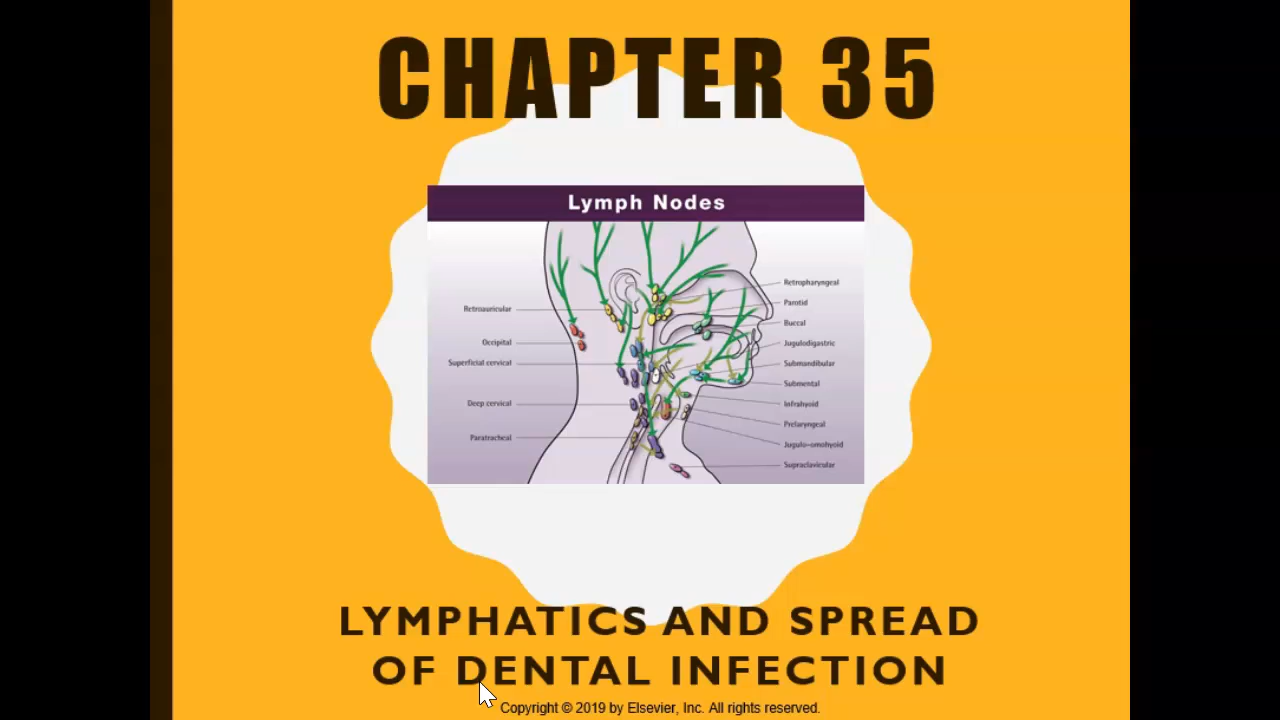 CHAPTER 35
Lymph Nodes
Retroauricular
Occipital
Superficial cervical
Deep cervical
Paratracheal
Retropharyngeal
Parotid
Buccal
Jugulodigastric
Submandibular
Submental
Infrahyoid
Prelaryngeal
Jugulo-omohyoid
Supraclavicular
LYMPHATICS AND SPREAD
OF DENTAL INFECTION
Copyright © 2019 by Elsevier, Inc. All rights reserved.